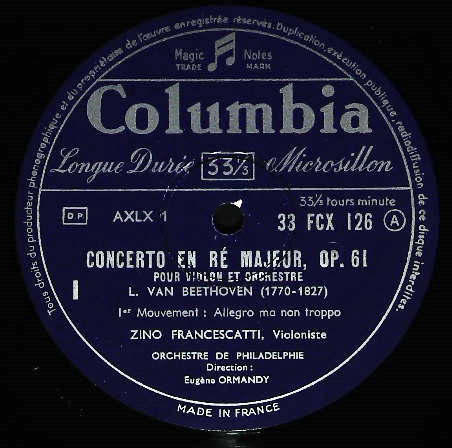 Tous droits du producteur phonographique et du propriétaire de l'œuvre enregistrée réservés. Duplication, exécution publique, radiodiffusion de ce disque interdites.
Magic Notes
TRADE MARK
Columbia
Longue Durée 33⅓ Microsillon
33⅓ tours minute
DP AXLX 1 33 FCX 126 A
CONCERTO EN RÉ MAJEUR, OP. 61
POUR VIOLON ET ORCHESTRE
I L. VAN BEETHOVEN (1770-1827)
1er Mouvement : Allegro ma non troppo
ZINO FRANCESCATTI, Violoniste
ORCHESTRE DE PHILADELPHIE
Direction :
Eugène ORMANDY
MADE IN FRANCE